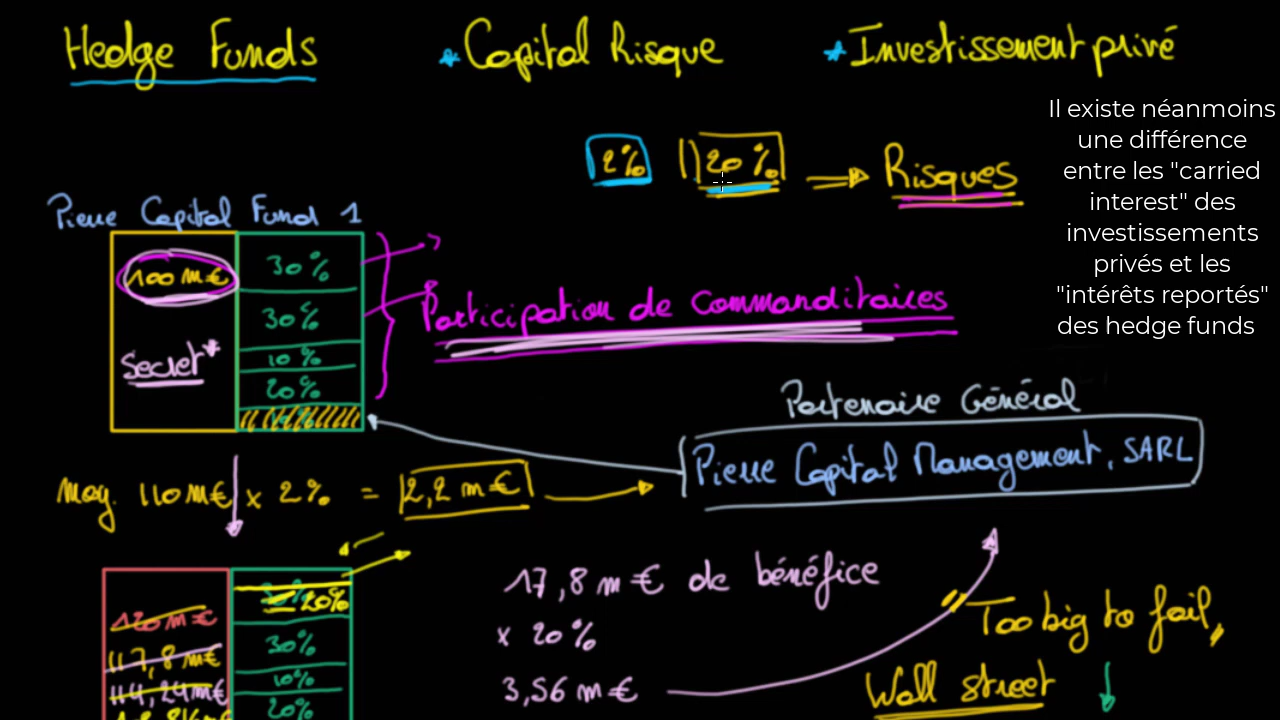 Hedge Funds
* Capital Risque
* Investissement privé
Il existe néanmoins
une différence
entre les "carried
interest" des
investissements
privés et les
"intérêts reportés"
des hedge funds
2% 20% ⇒ Risques
Pierre Capital Fund 1
100 m€
Secret*
30%
30%
10%
20%
Participation de Commanditaires
Partenaire Général
Pierre Capital Management, SARL
moy. 110 m€ x 2% = 2,2 m€
120 m€
117,8 m€
114,24 m€
20%
30%
10%
20%
17,8 m€ de bénéfice
x 20%
3,56 m€
Too big to fail
Wall street